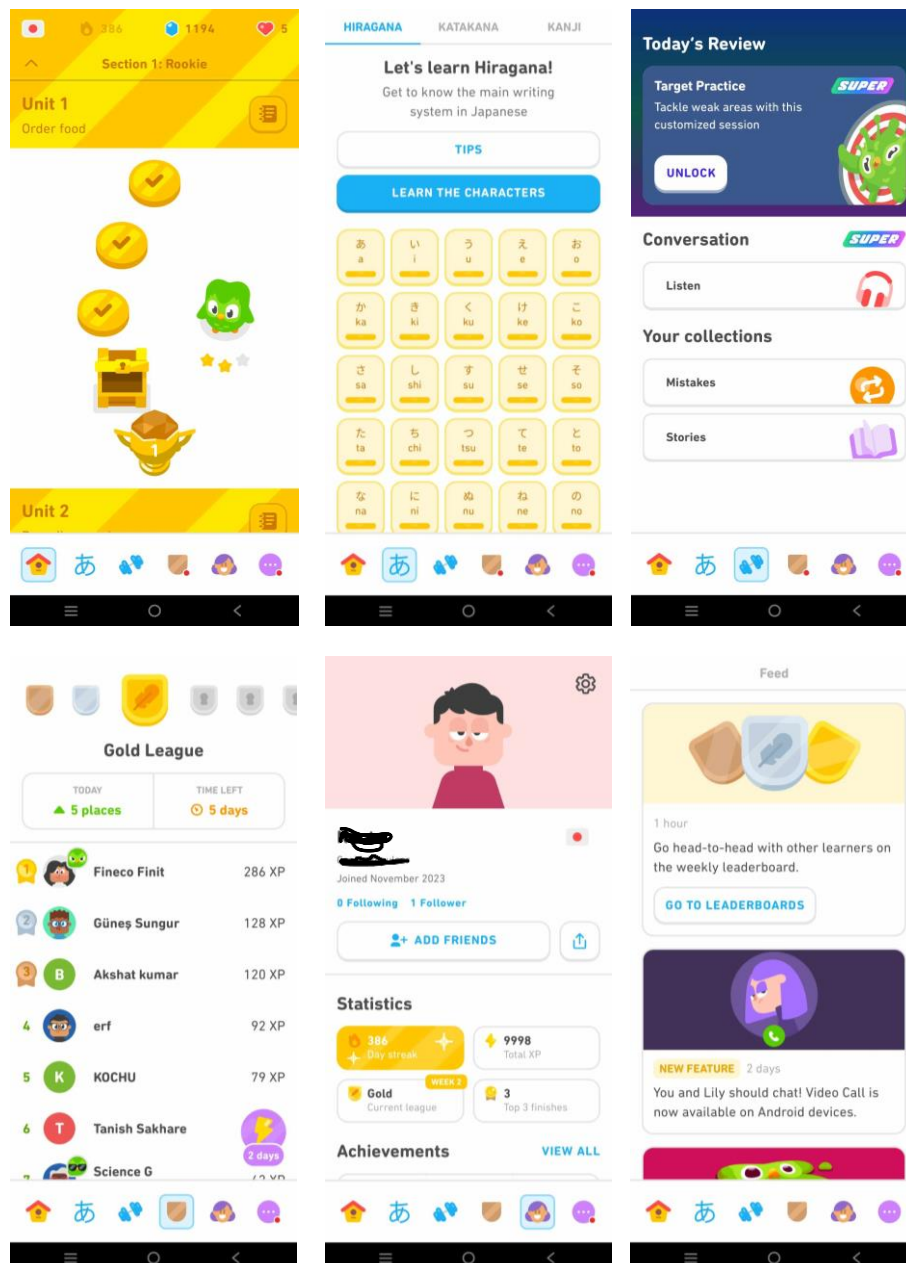 386 1194 5
Section 1: Rookie
Unit 1
Order food
1
Unit 2
HIRAGANA KATAKANA KANJI
Let's learn Hiragana!
Get to know the main writing
system in Japanese
TIPS
LEARN THE CHARACTERS
あ い う え お
a i u e o
か き く け こ
ka ki ku ke ko
さ し す せ そ
sa shi su se so
た ち つ て と
ta chi tsu te to
な に ぬ ね の
na ni nu ne no
あ
Today's Review
Target Practice
SUPER
Tackle weak areas with this
customized session
UNLOCK
Conversation
SUPER
Listen
Your collections
Mistakes
Stories
あ
あ
Gold League
TODAY TIME LEFT
5 places 5 days
1 Fineco Finit 286 XP
2 Güneş Sungur 128 XP
3 B Akshat kumar 120 XP
4 erf 92 XP
5 K KOCHU 79 XP
6 T Tanish Sakhare
2 days
Science G
あ
Joined November 2023
0 Following 1 Follower
ADD FRIENDS
Statistics
386 9998
Day streak Total XP
WEEK 2
Gold 3
Current league Top 3 finishes
Achievements VIEW ALL
あ
Feed
1 hour
Go head-to-head with other learners on
the weekly leaderboard.
GO TO LEADERBOARDS
NEW FEATURE 2 days
You and Lily should chat! Video Call is
now available on Android devices.
あ